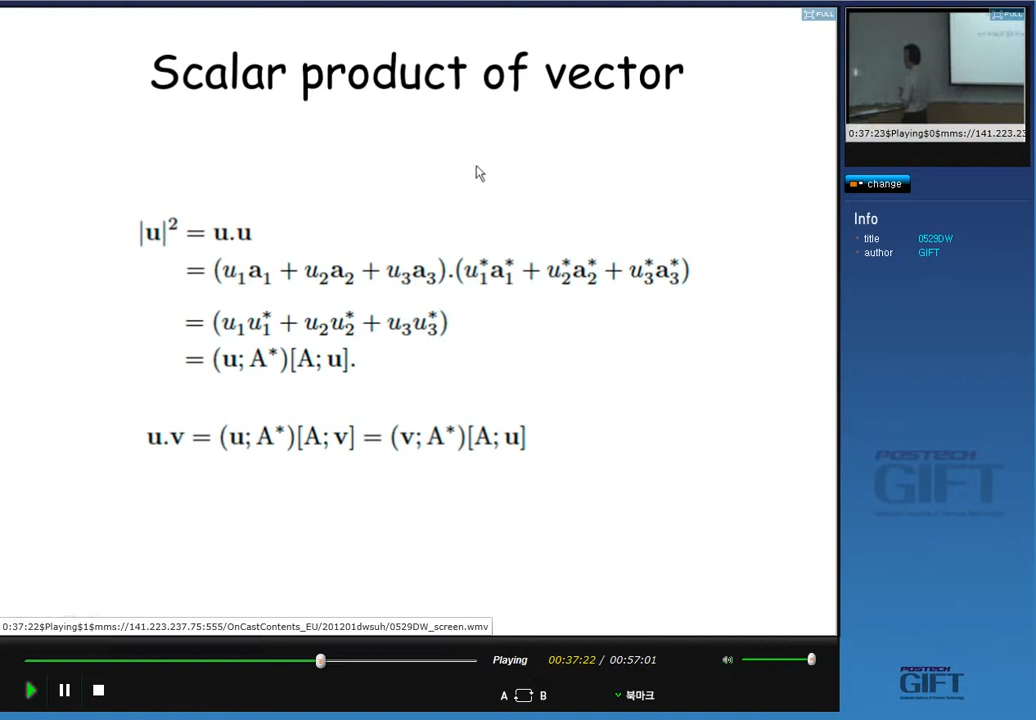 FULL
Scalar product of vector
|u|² = u.u
= (u₁a₁ + u₂a₂ + u₃a₃).(u₁*a₁* + u₂*a₂* + u₃*a₃*)
= (u₁u₁* + u₂u₂* + u₃u₃*)
= (u; A*)[A; u].
u.v = (u; A*)[A; v] = (v; A*)[A; u]
0:37:22$Playing$1$mms://141.223.237.75:555/OnCastContents_EU/201201dwsuh/0529DW_screen.wmv
Playing
00:37:22 / 00:57:01
A B
북마크
FULL
0:37:23$Playing$0$mms://141.223.23
change
Info
title 0529DW
author GIFT
POSTECH
GIFT
POSTECH
GIFT